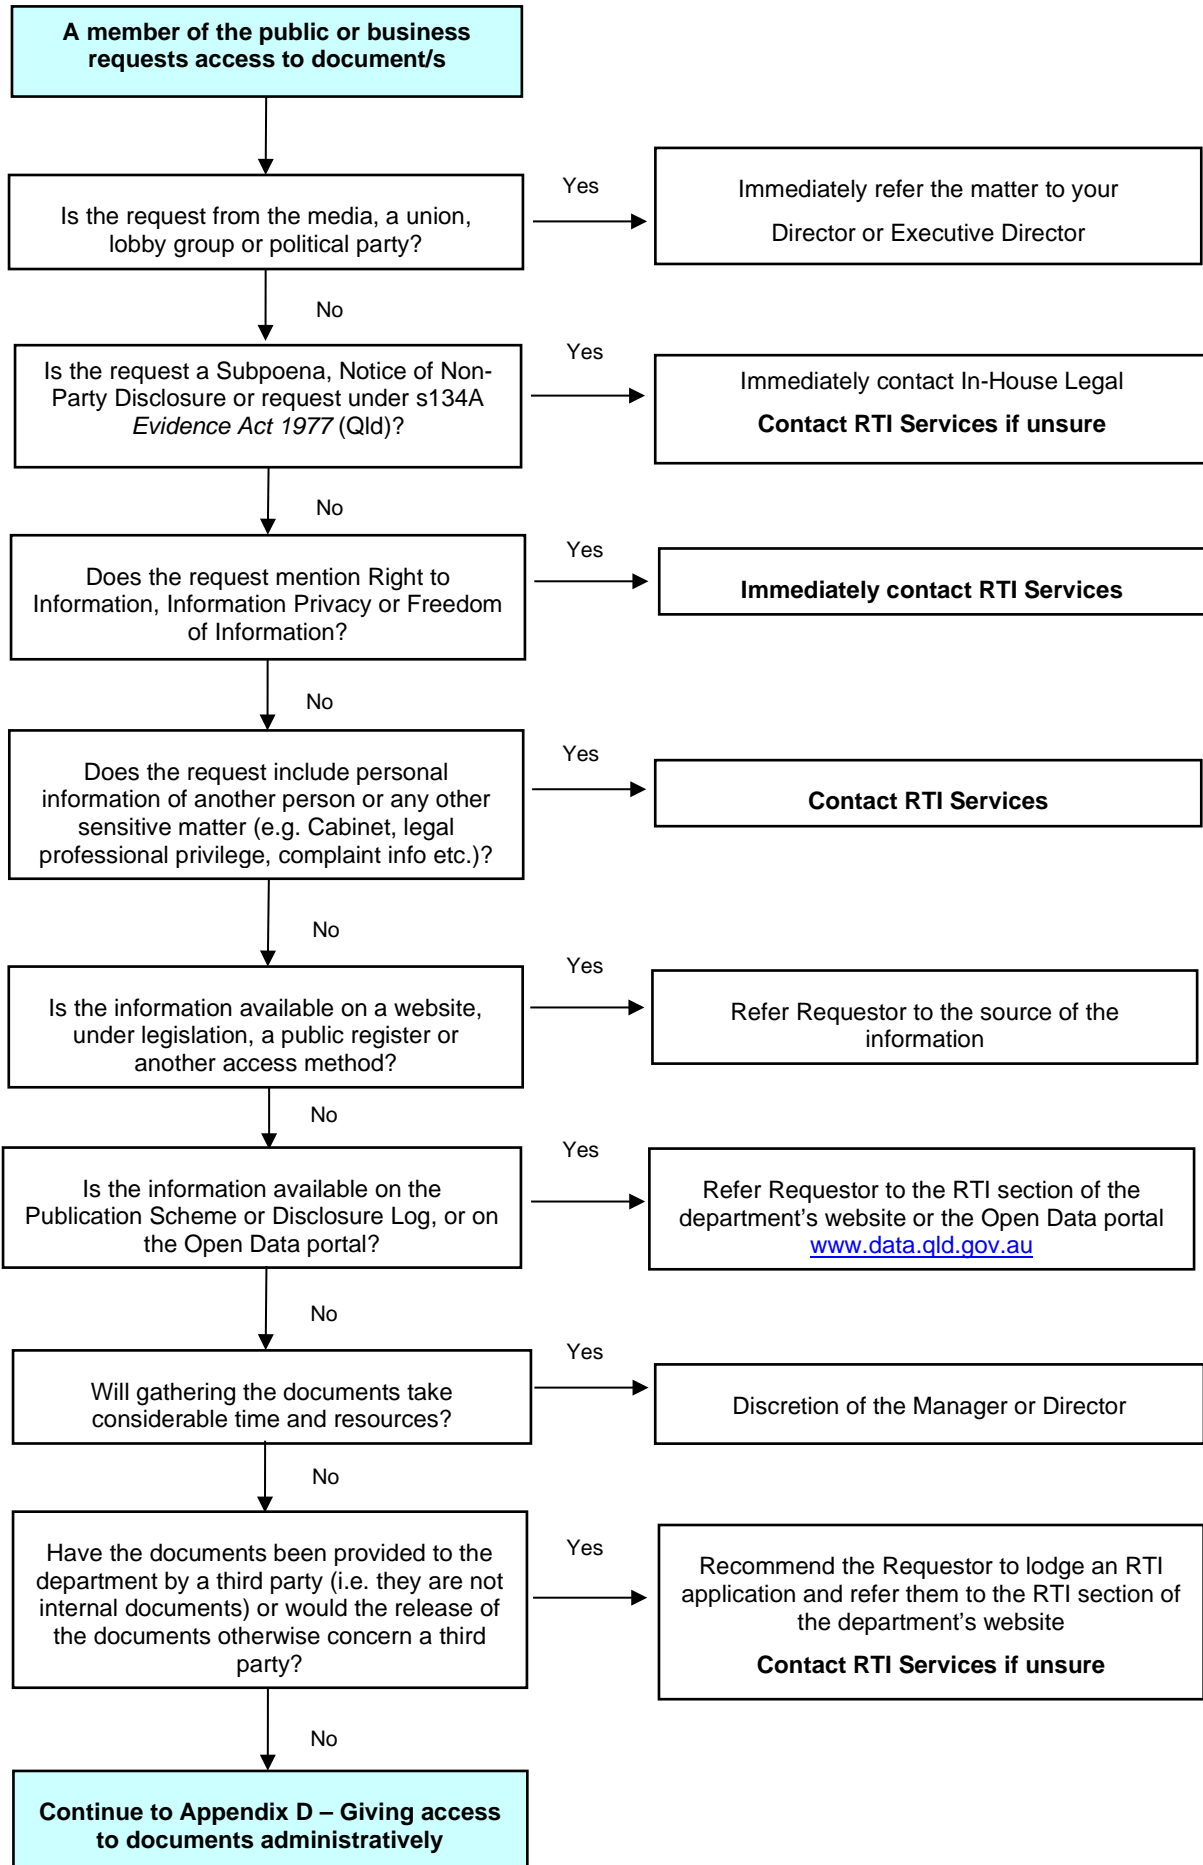 A member of the public or business
requests access to document/s
Is the request from the media, a union,
lobby group or political party?
Yes
Immediately refer the matter to your
Director or Executive Director
No
Is the request a Subpoena, Notice of Non-
Party Disclosure or request under s134A
Evidence Act 1977 (Qld)?
Yes
Immediately contact In-House Legal
Contact RTI Services if unsure
No
Does the request mention Right to
Information, Information Privacy or Freedom
of Information?
Yes
Immediately contact RTI Services
No
Does the request include personal
information of another person or any other
sensitive matter (e.g. Cabinet, legal
professional privilege, complaint info etc.)?
Yes
Contact RTI Services
No
Is the information available on a website,
under legislation, a public register or
another access method?
Yes
Refer Requestor to the source of the
information
No
Is the information available on the
Publication Scheme or Disclosure Log, or on
the Open Data portal?
Yes
Refer Requestor to the RTI section of the
department's website or the Open Data portal
www.data.qld.gov.au
No
Will gathering the documents take
considerable time and resources?
Yes
Discretion of the Manager or Director
No
Have the documents been provided to the
department by a third party (i.e. they are not
internal documents) or would the release of
the documents otherwise concern a third
party?
Yes
Recommend the Requestor to lodge an RTI
application and refer them to the RTI section of
the department's website
Contact RTI Services if unsure
No
Continue to Appendix D – Giving access
to documents administratively